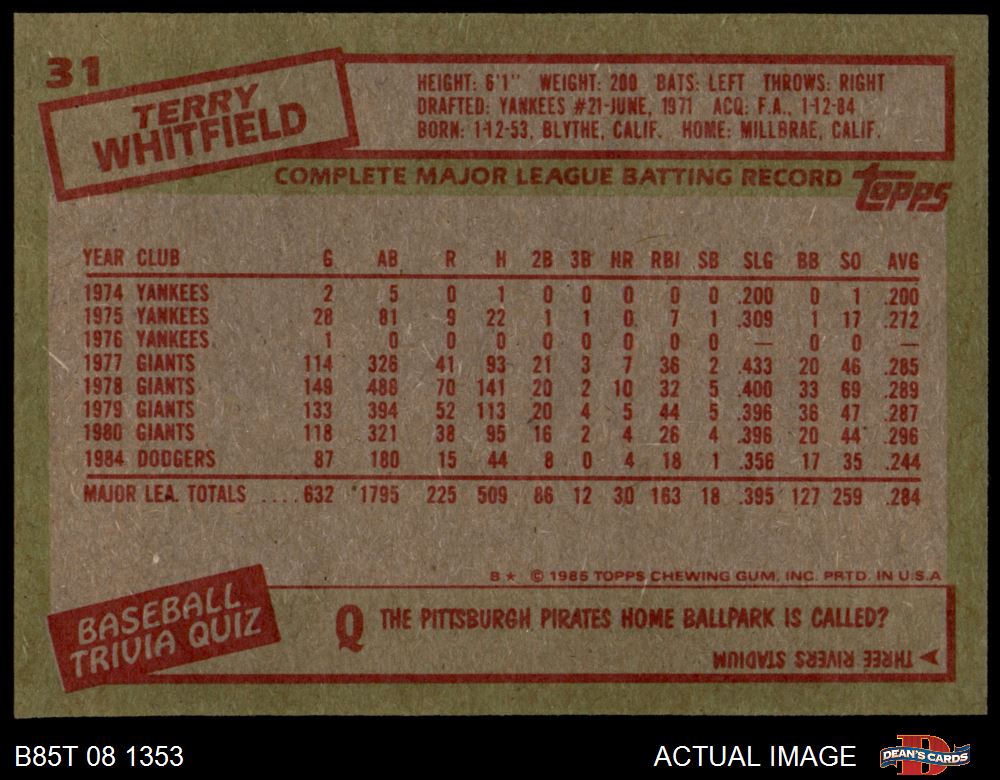 31
TERRY
WHITFIELD
HEIGHT: 6'1" WEIGHT: 200 BATS: LEFT THROWS: RIGHT
DRAFTED: YANKEES #21-JUNE, 1971 ACQ: F.A., 1-12-84
BORN: 1-12-53, BLYTHE, CALIF. HOME: MILLBRAE, CALIF.
COMPLETE MAJOR LEAGUE BATTING RECORD
topps
YEAR CLUB G AB R H 2B 3B HR RBI SB SLG BB SO AVG
1974 YANKEES 2 5 0 1 0 0 0 0 0 .200 0 1 .200
1975 YANKEES 28 81 9 22 1 1 0 7 1 .309 1 17 .272
1976 YANKEES 1 0 0 0 0 0 0 0 0 — 0 0 —
1977 GIANTS 114 326 41 93 21 3 7 36 2 .433 20 46 .285
1978 GIANTS 149 488 70 141 20 2 10 32 5 .400 33 69 .289
1979 GIANTS 133 394 52 113 20 4 5 44 5 .396 36 47 .287
1980 GIANTS 118 321 38 95 16 2 4 26 4 .396 20 44 .296
1984 DODGERS 87 180 15 44 8 0 4 18 1 .356 17 35 .244
MAJOR LEA. TOTALS ....632 1795 225 509 86 12 30 163 18 .395 127 259 .284
B★ © 1985 TOPPS CHEWING GUM, INC. PRTD. IN U.S.A
BASEBALL
TRIVIA QUIZ
Q THE PITTSBURGH PIRATES HOME BALLPARK IS CALLED?
THREE RIVERS STADIUM
B85T 08 1353
ACTUAL IMAGE
DEAN'S CARDS